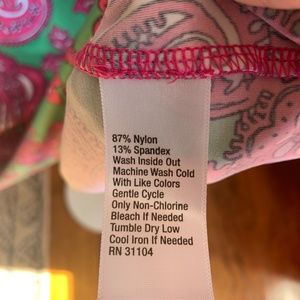 87% Nylon
13% Spandex
Wash Inside Out
Machine Wash Cold
With Like Colors
Gentle Cycle
Only Non-Chlorine
Bleach If Needed
Tumble Dry Low
Cool Iron If Needed
RN 31104